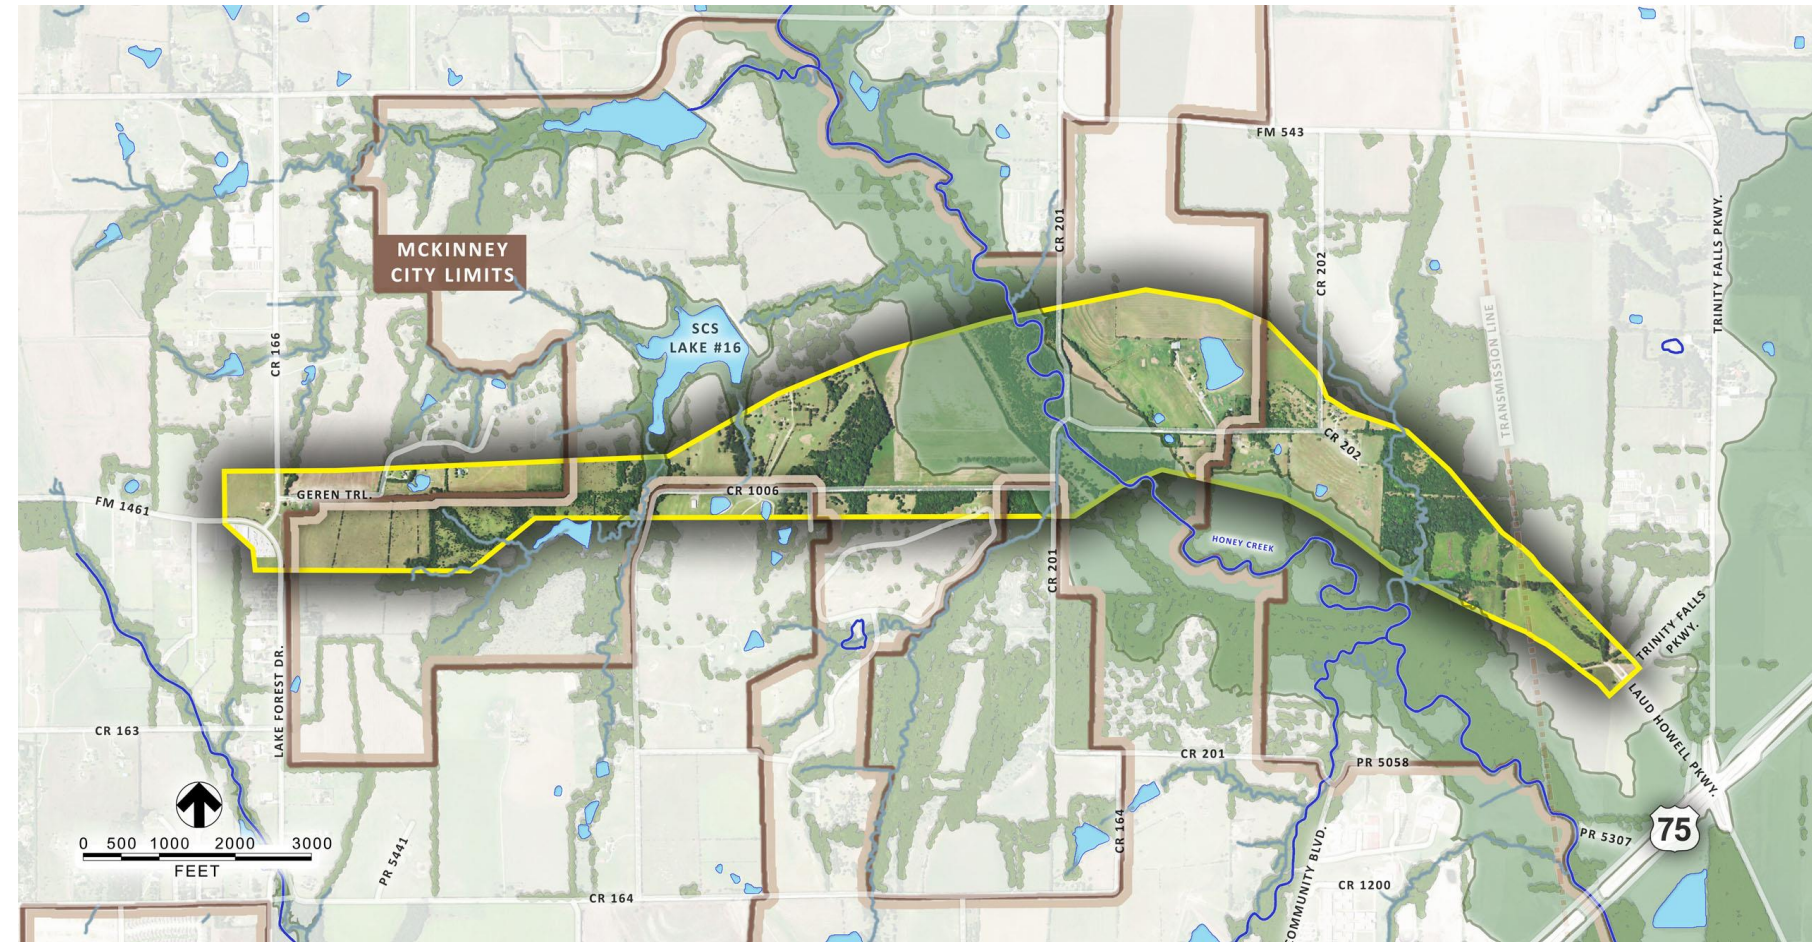 FM 543
TRINITY FALLS PKWY.
CR 201
MCKINNEY
CITY LIMITS
CR 202
CR 166
SCS
LAKE #16
TRANSMISSION LINE
CR 202
GEREN TRL.
CR 1006
FM 1461
HONEY CREEK
CR 201
TRINITY FALLS
PKWY.
LAUD HOWELL PKWY.
LAKE FOREST DR.
CR 163
CR 201
PR 5058
CR 164
PR 5307
75
0 500 1000 2000 3000
FEET
PR 5441
COMMUNITY BLVD.
CR 1200
CR 164